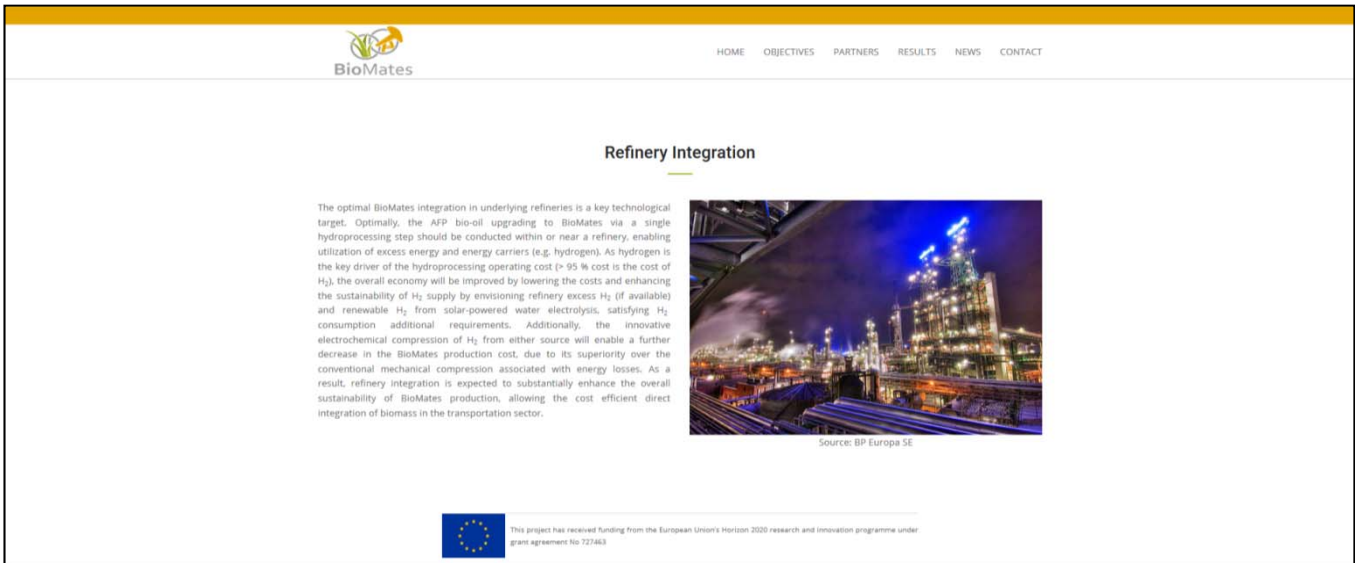 BioMates
HOME OBJECTIVES PARTNERS RESULTS NEWS CONTACT
Refinery Integration
The optimal BioMates integration in underlying refineries is a key technological
target. Optimally, the AFP bio-oil upgrading to BioMates via a single
hydroprocessing step should be conducted within or near a refinery, enabling
utilization of excess energy and energy carriers (e.g. hydrogen). As hydrogen is
the key driver of the hydroprocessing operating cost (> 95 % cost is the cost of
H₂), the overall economy will be improved by lowering the costs and enhancing
the sustainability of H₂ supply by envisioning refinery excess H₂ (if available)
and renewable H₂ from solar-powered water electrolysis, satisfying H₂
consumption additional requirements. Additionally, the innovative
electrochemical compression of H₂ from either source will enable a further
decrease in the BioMates production cost, due to its superiority over the
conventional mechanical compression associated with energy losses. As a
result, refinery integration is expected to substantially enhance the overall
sustainability of BioMates production, allowing the cost efficient direct
integration of biomass in the transportation sector.
Source: BP Europa SE
This project has received funding from the European Union's Horizon 2020 research and innovation programme under
grant agreement No 727463